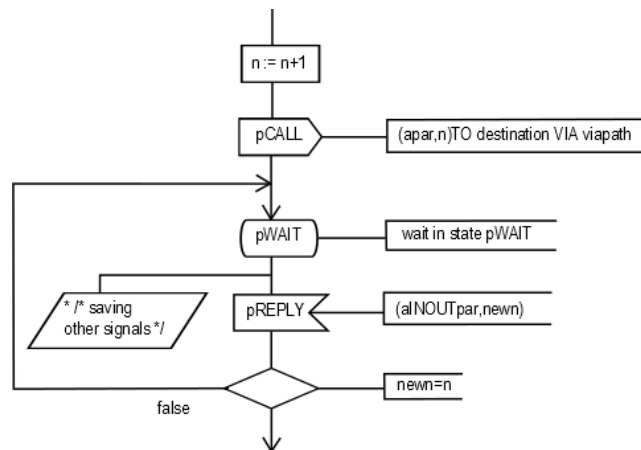 n := n+1
pCALL
(apar,n)TO destination VIA viapath
pWAIT
wait in state pWAIT
* /* saving
other signals */
pREPLY
(aINOUTpar,newn)
newn=n
false